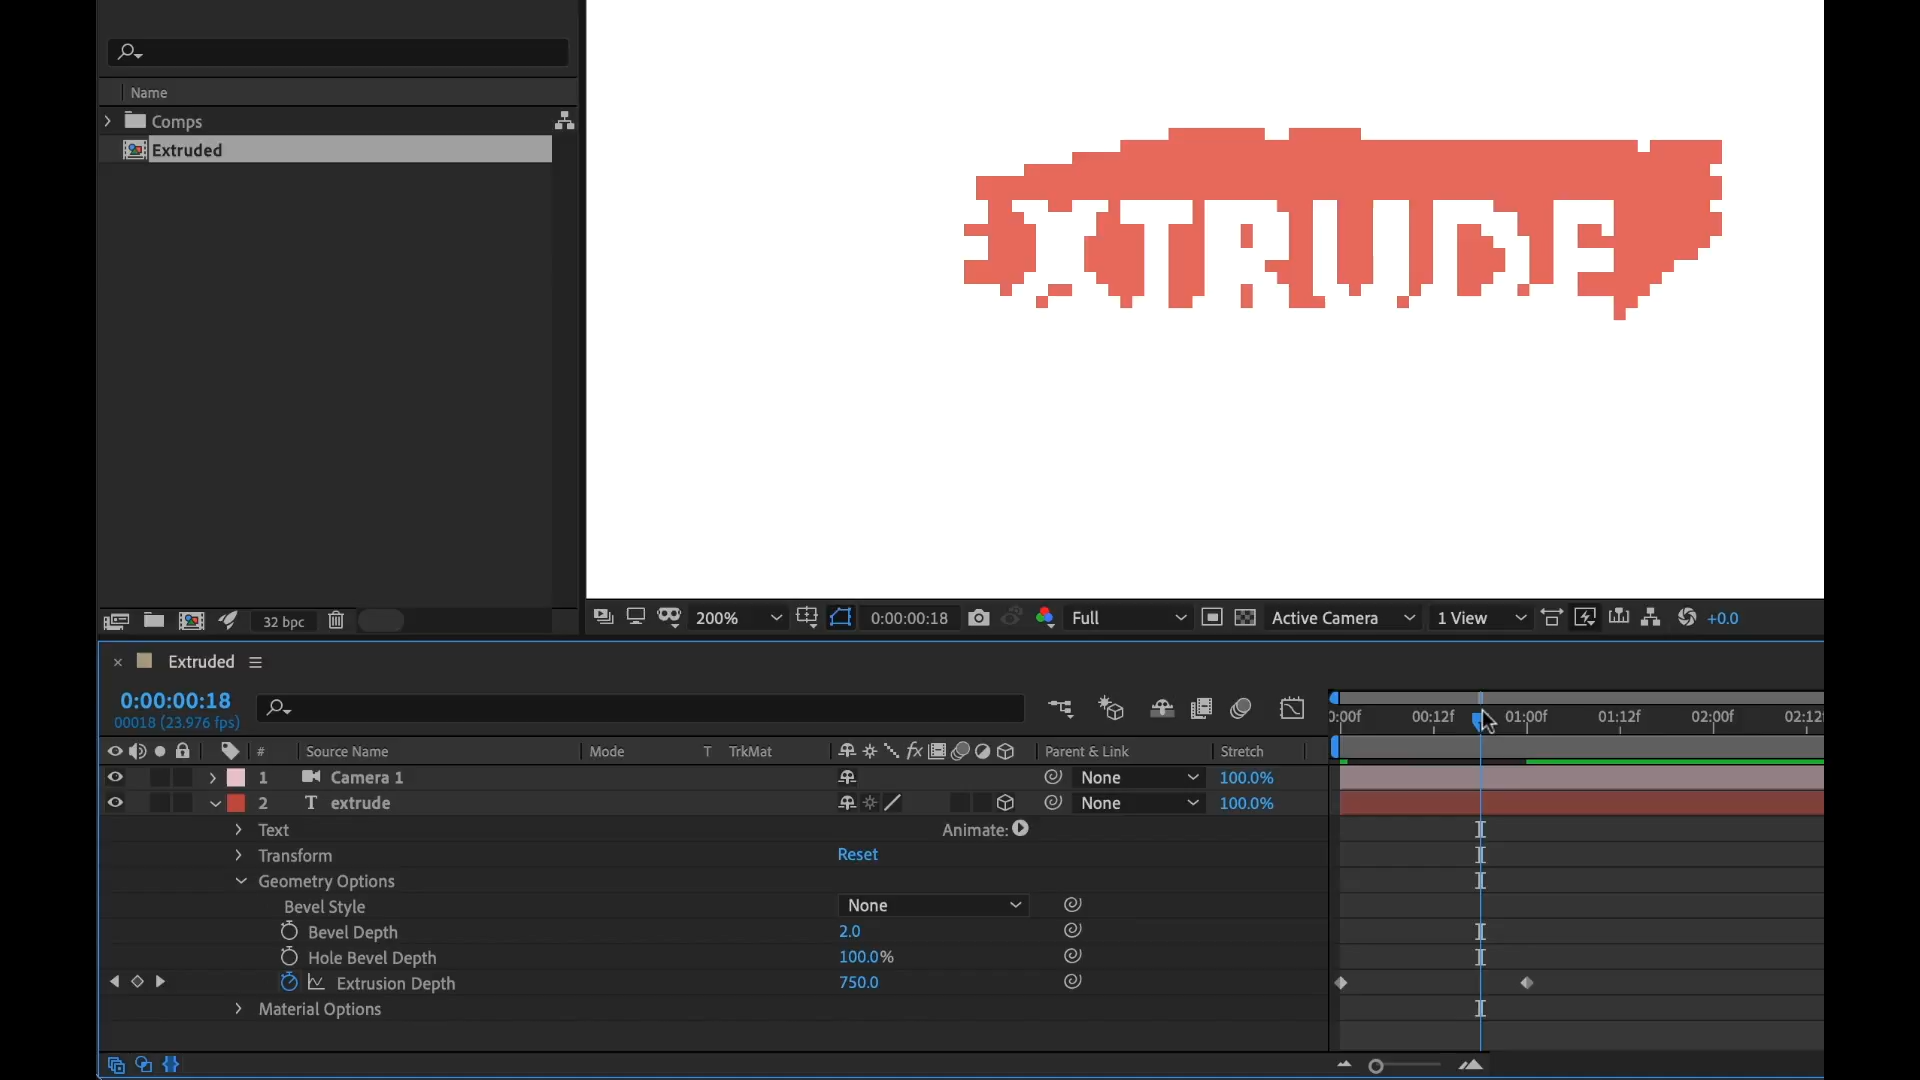 Name
Comps
Extruded
EXTRUDE
32 bpc
200%
0:00:00:18
Full
Active Camera
1 View
+0.0
Extruded
0:00:00:18
00018 (23.976 fps)
0:00f 00:12f 01:00f 01:12f 02:00f 02:12f
# Source Name Mode T TrkMat fx Parent & Link Stretch
1 Camera 1 None 100.0%
2 T extrude None 100.0%
Text Animate:
Transform Reset
Geometry Options
Bevel Style None
Bevel Depth 2.0
Hole Bevel Depth 100.0%
Extrusion Depth 750.0
Material Options